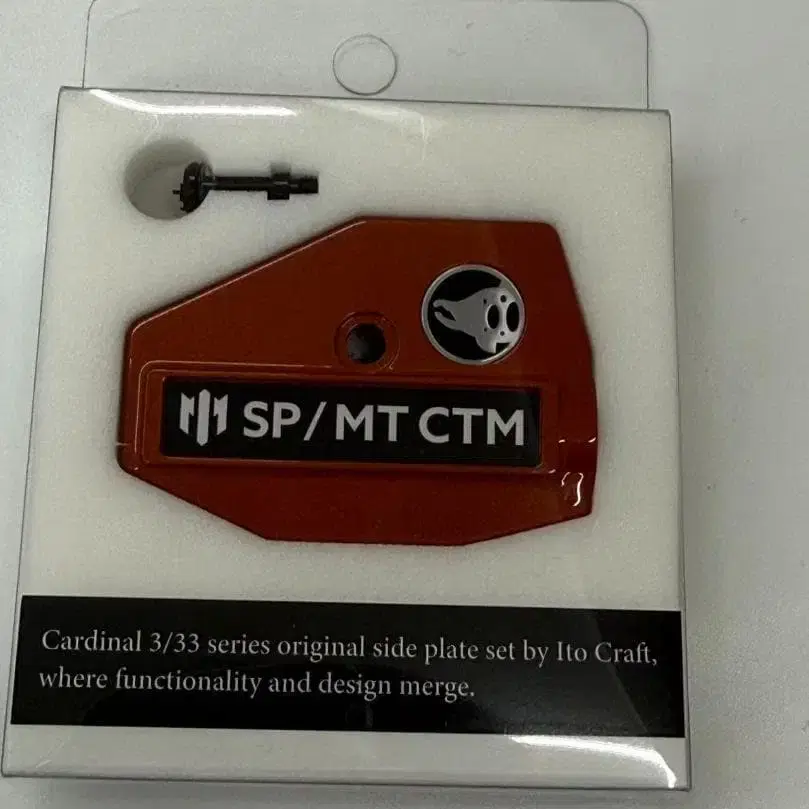 SP/MT CTM
Cardinal 3/33 series original side plate set by Ito Craft,
where functionality and design merge.